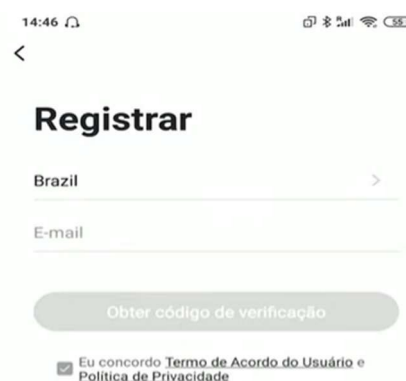 14:46
55
Registrar
Brazil
E-mail
Obter código de verificação
Eu concordo Termo de Acordo do Usuário e
Política de Privacidade